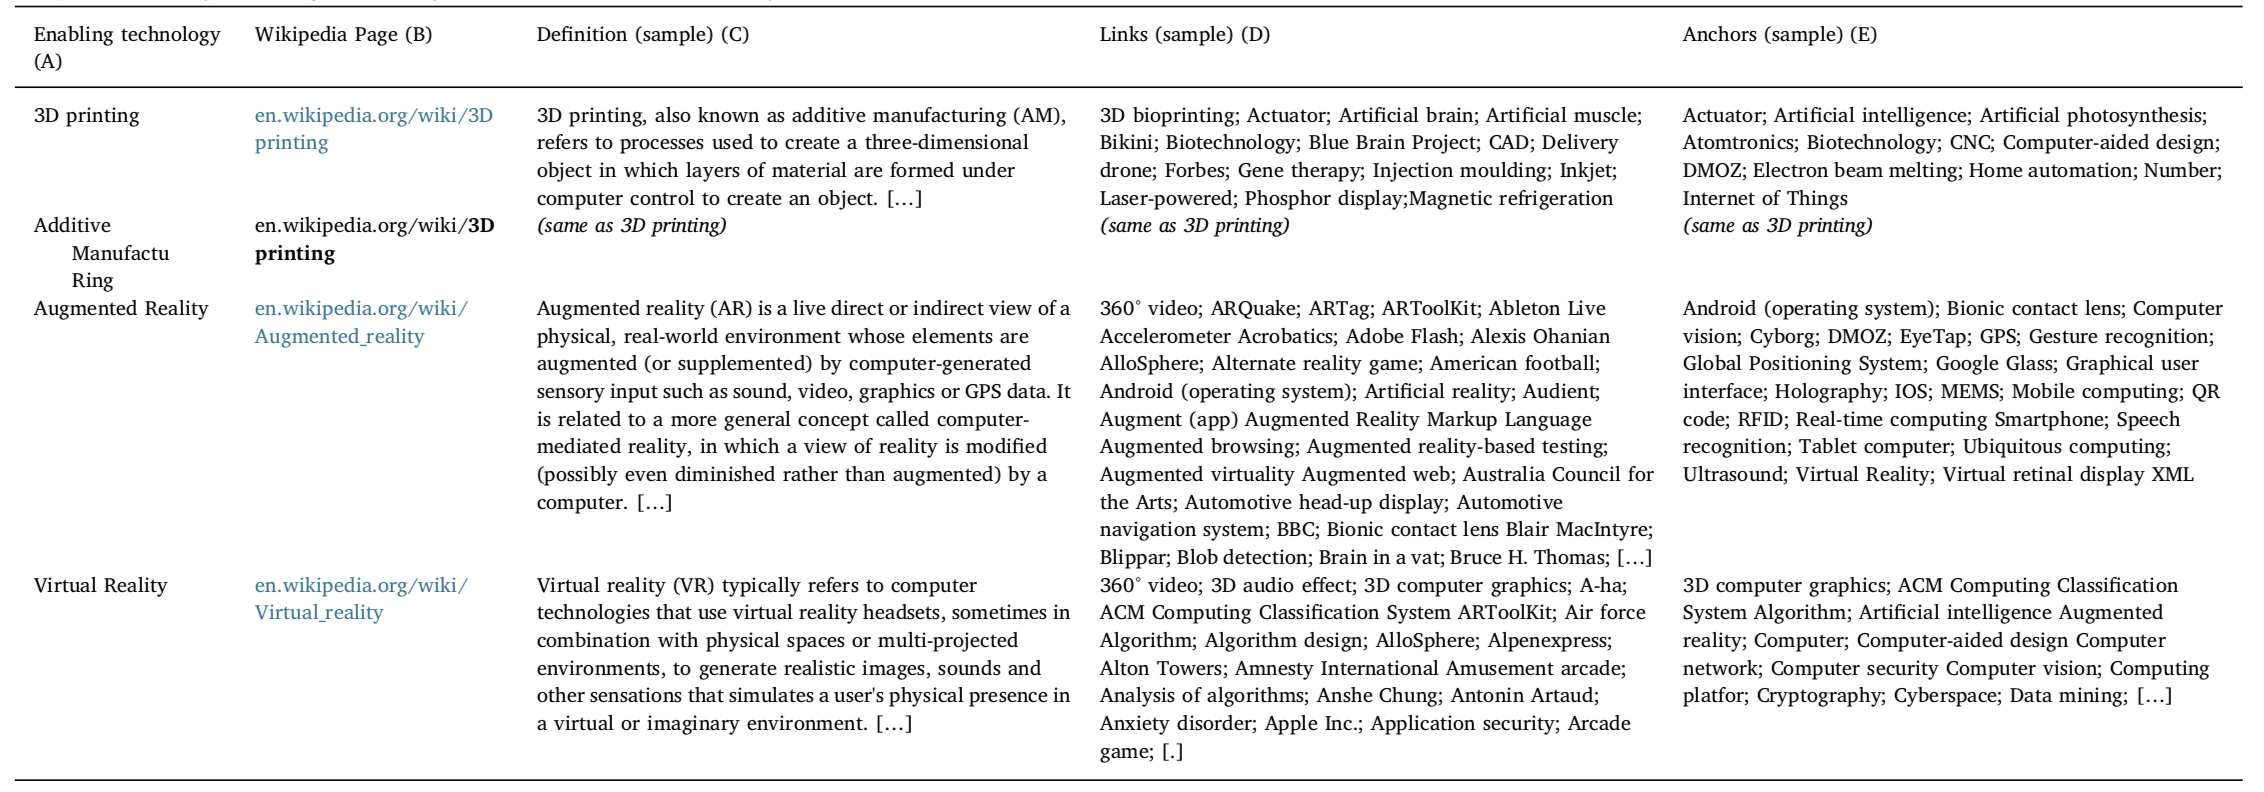 Enabling technology (A)
Wikipedia Page (B)
Definition (sample) (C)
Links (sample) (D)
Anchors (sample) (E)
3D printing
en.wikipedia.org/wiki/3D
printing
3D printing, also known as additive manufacturing (AM),
refers to processes used to create a three-dimensional
object in which layers of material are formed under
computer control to create an object. […]
3D bioprinting; Actuator; Artificial brain; Artificial muscle;
Bikini; Biotechnology; Blue Brain Project; CAD; Delivery
drone; Forbes; Gene therapy; Injection moulding; Inkjet;
Laser-powered; Phosphor display;Magnetic refrigeration
Actuator; Artificial intelligence; Artificial photosynthesis;
Atomtronics; Biotechnology; CNC; Computer-aided design;
DMOZ; Electron beam melting; Home automation; Number;
Internet of Things
Additive
Manufactu
Ring
en.wikipedia.org/wiki/3D
printing
(same as 3D printing)
(same as 3D printing)
(same as 3D printing)
Augmented Reality
en.wikipedia.org/wiki/
Augmented_reality
Augmented reality (AR) is a live direct or indirect view of a
physical, real-world environment whose elements are
augmented (or supplemented) by computer-generated
sensory input such as sound, video, graphics or GPS data. It
is related to a more general concept called computer-
mediated reality, in which a view of reality is modified
(possibly even diminished rather than augmented) by a
computer. […]
360° video; ARQuake; ARTag; ARToolKit; Ableton Live
Accelerometer Acrobatics; Adobe Flash; Alexis Ohanian
AlloSphere; Alternate reality game; American football;
Android (operating system); Artificial reality; Audient;
Augment (app) Augmented Reality Markup Language
Augmented browsing; Augmented reality-based testing;
Augmented virtuality Augmented web; Australia Council for
the Arts; Automotive head-up display; Automotive
navigation system; BBC; Bionic contact lens Blair MacIntyre;
Blippar; Blob detection; Brain in a vat; Bruce H. Thomas; […]
Android (operating system); Bionic contact lens; Computer
vision; Cyborg; DMOZ; EyeTap; GPS; Gesture recognition;
Global Positioning System; Google Glass; Graphical user
interface; Holography; IOS; MEMS; Mobile computing; QR
code; RFID; Real-time computing Smartphone; Speech
recognition; Tablet computer; Ubiquitous computing;
Ultrasound; Virtual Reality; Virtual retinal display XML
Virtual Reality
en.wikipedia.org/wiki/
Virtual_reality
Virtual reality (VR) typically refers to computer
technologies that use virtual reality headsets, sometimes in
combination with physical spaces or multi-projected
environments, to generate realistic images, sounds and
other sensations that simulates a user's physical presence in
a virtual or imaginary environment. […]
360° video; 3D audio effect; 3D computer graphics; A-ha;
ACM Computing Classification System ARToolKit; Air force
Algorithm; Algorithm design; AlloSphere; Alpenexpress;
Alton Towers; Amnesty International Amusement arcade;
Analysis of algorithms; Anshe Chung; Antonin Artaud;
Anxiety disorder; Apple Inc.; Application security; Arcade
game; [.]
3D computer graphics; ACM Computing Classification
System Algorithm; Artificial intelligence Augmented
reality; Computer; Computer-aided design Computer
network; Computer security Computer vision; Computing
platfor; Cryptography; Cyberspace; Data mining; […]